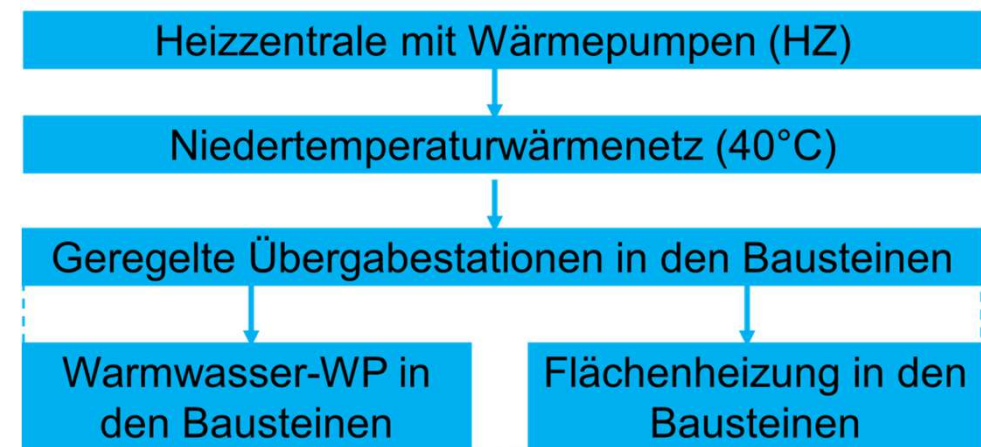 Heizzentrale mit Wärmepumpen (HZ)
Niedertemperaturwärmenetz (40°C)
Geregelte Übergabestationen in den Bausteinen
Warmwasser-WP in
den Bausteinen
Flächenheizung in den
Bausteinen